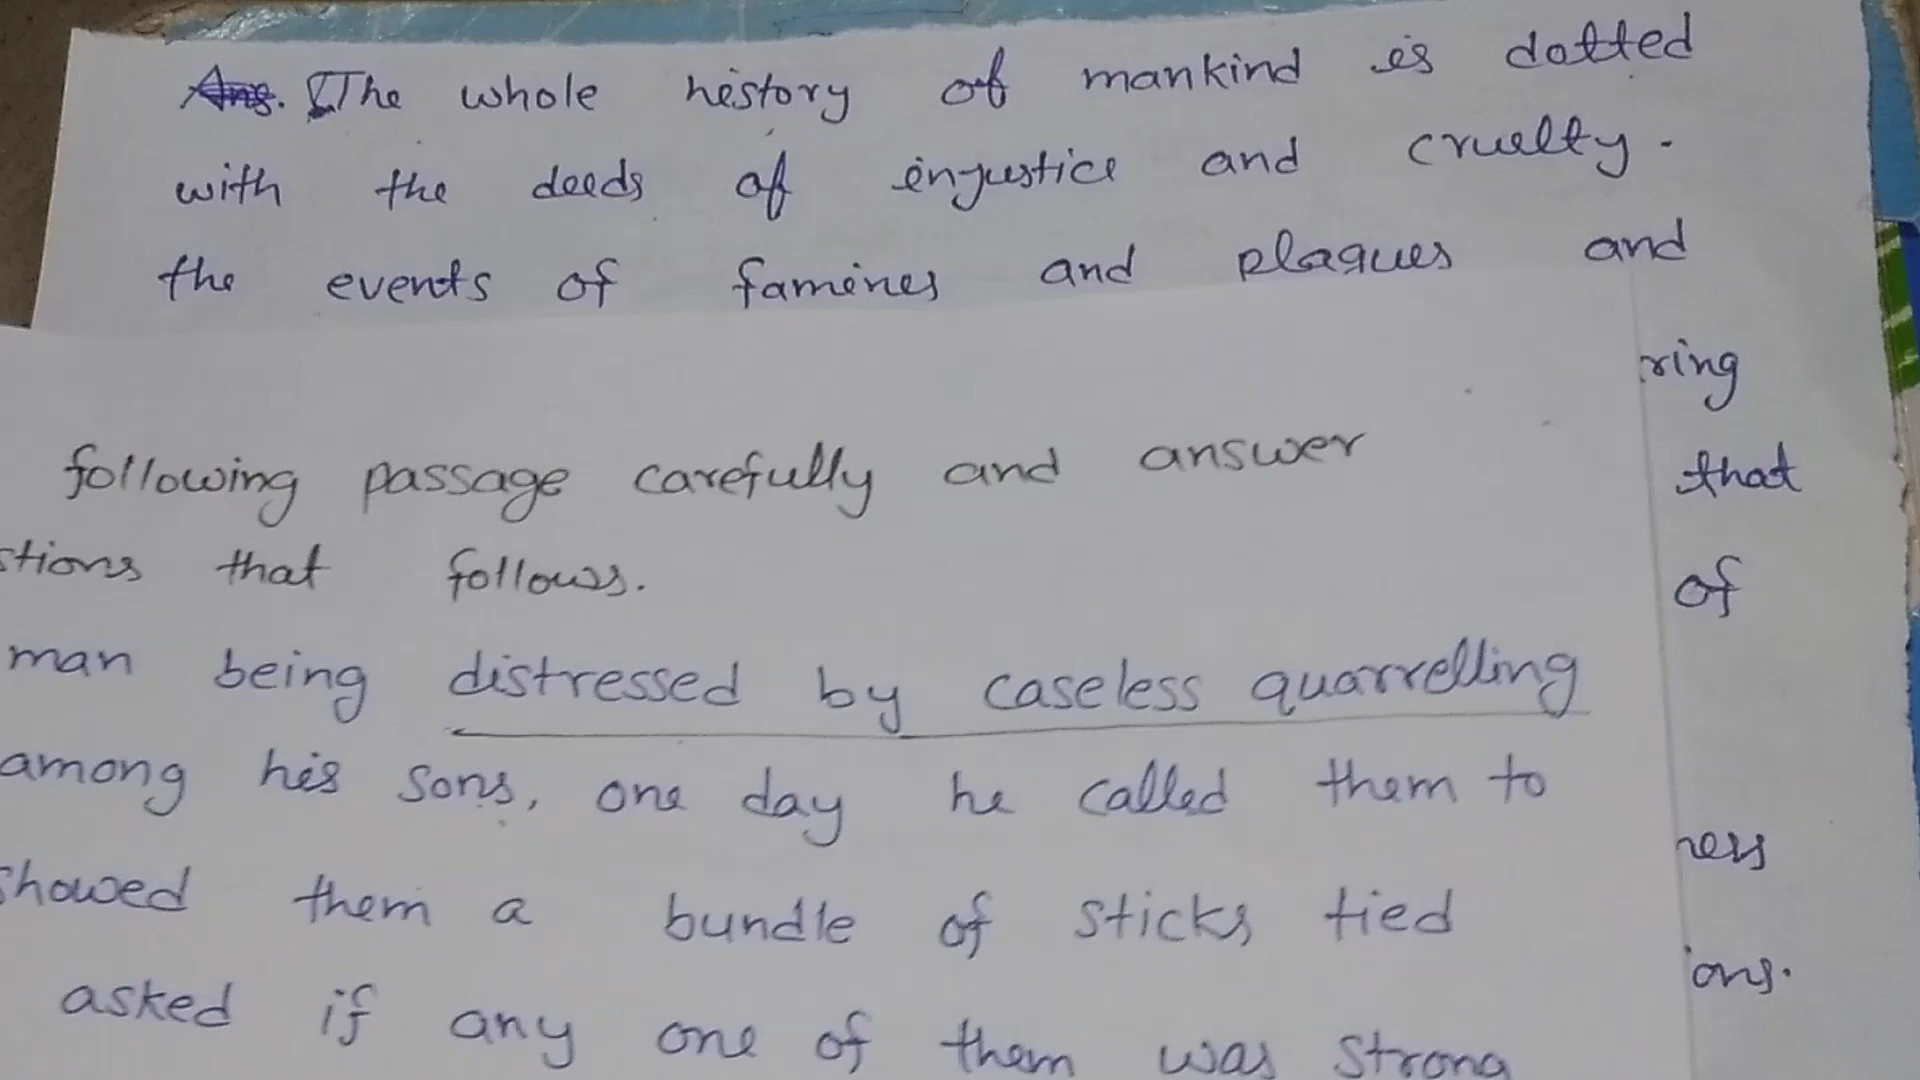 Ans. The whole history of mankind is dotted
with the deeds of injustice and cruelty.
the events of famines and plagues and
ring
that
of
ness
ions.
following passage carefully and answer
stions that follows.
man being distressed by caseless quarrelling
among his sons, one day he called them to
showed them a bundle of sticks tied
asked if any one of them was strong